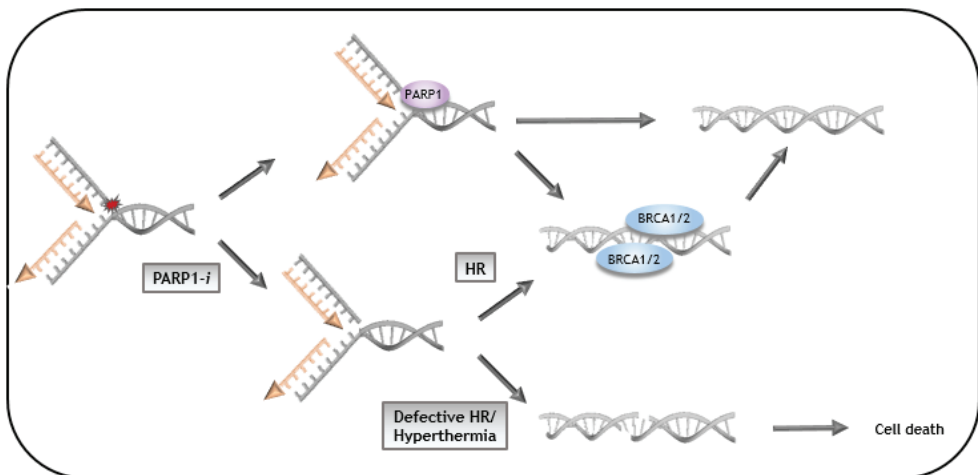 PARP1
BRCA1/2
BRCA1/2
HR
PARP1-i
Defective HR/
Hyperthermia
Cell death